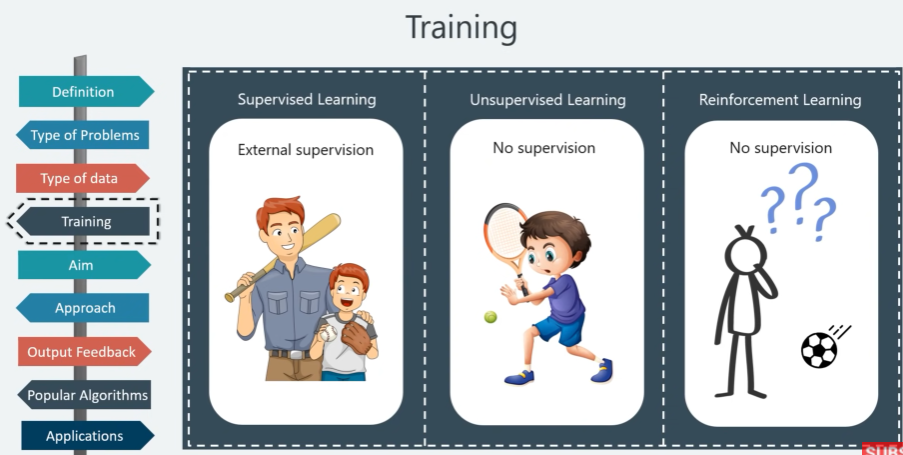 Training
Definition
Type of Problems
Type of data
Training
Aim
Approach
Output Feedback
Popular Algorithms
Applications
Supervised Learning
External supervision
Unsupervised Learning
No supervision
Reinforcement Learning
No supervision
???